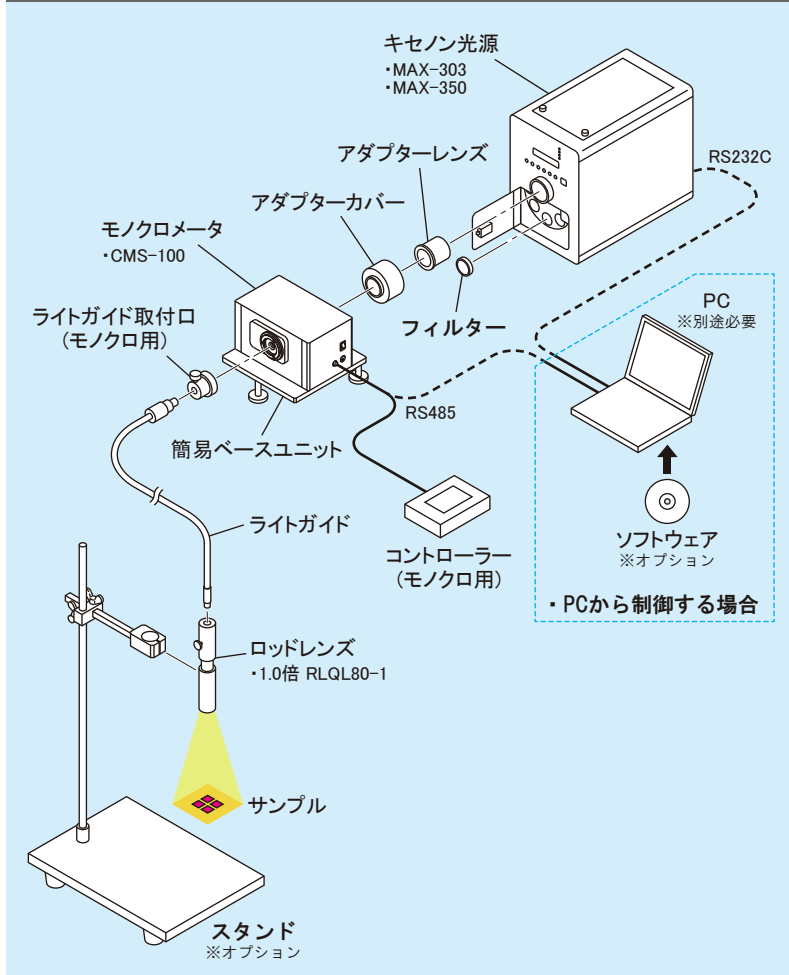 キセノン光源
・MAX-303
・MAX-350
RS232C
アダプターレンズ
アダプターカバー
モノクロメータ
・CMS-100
ライトガイド取付口
(モノクロ用)
フィルター
PC
※別途必要
RS485
簡易ベースユニット
ライトガイド
コントローラー
(モノクロ用)
ソフトウェア
※オプション
・PCから制御する場合
ロッドレンズ
・1.0倍 RLQL80-1
サンプル
スタンド
※オプション